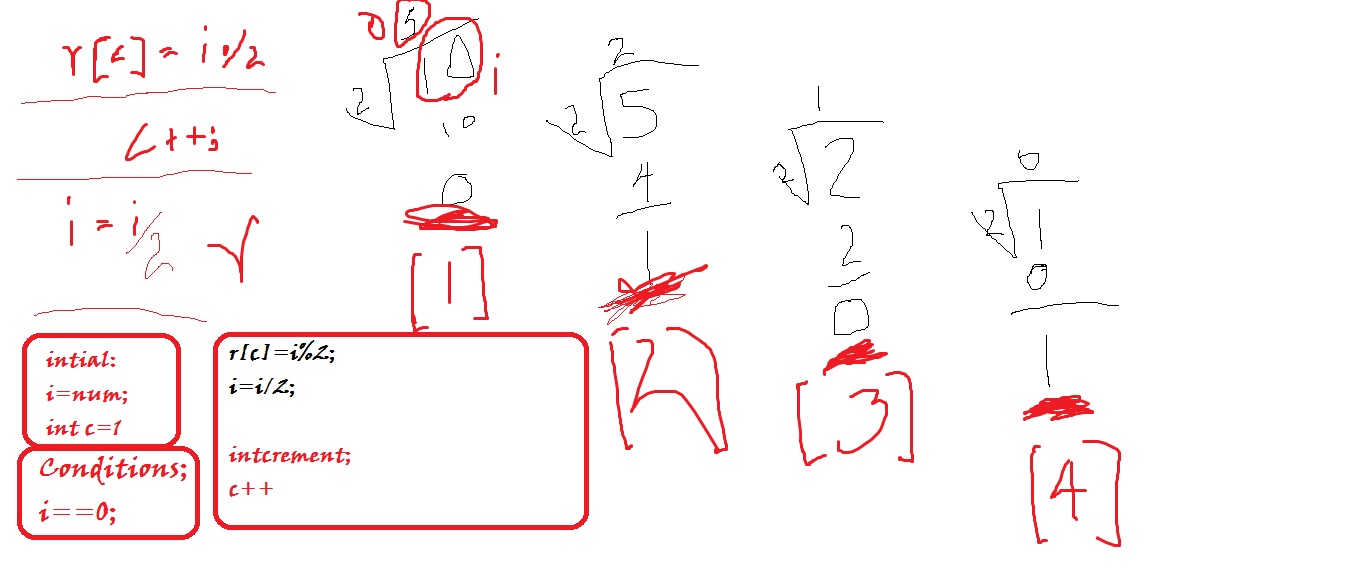 r[c] = i%2
c++;
i = i/2
r
intial:
i=num;
int c=1
Conditions;
i==0;
r[c]=i%2;
i=i/2;
intcrement;
c++
5
2 10 i
10
0
[1]
2
2 5
4
1
[2]
1
2 2
2
0
[3]
0
2 1
0
1
[4]